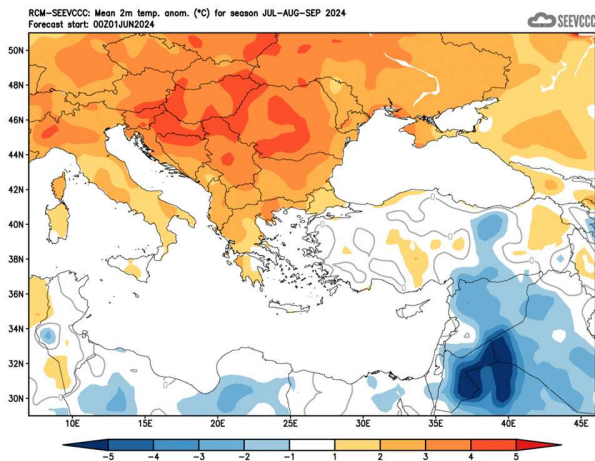 RCM-SEEVCCC: Mean 2m temp. anom. (°C) for season JUL-AUG-SEP 2024
Forecast start: 00Z01JUN2024
SEEVCCC
50N
48N
46N
44N
42N
40N
38N
36N
34N
32N
30N
10E 15E 20E 25E 30E 35E 40E 45E
-5 -4 -3 -2 -1 1 2 3 4 5